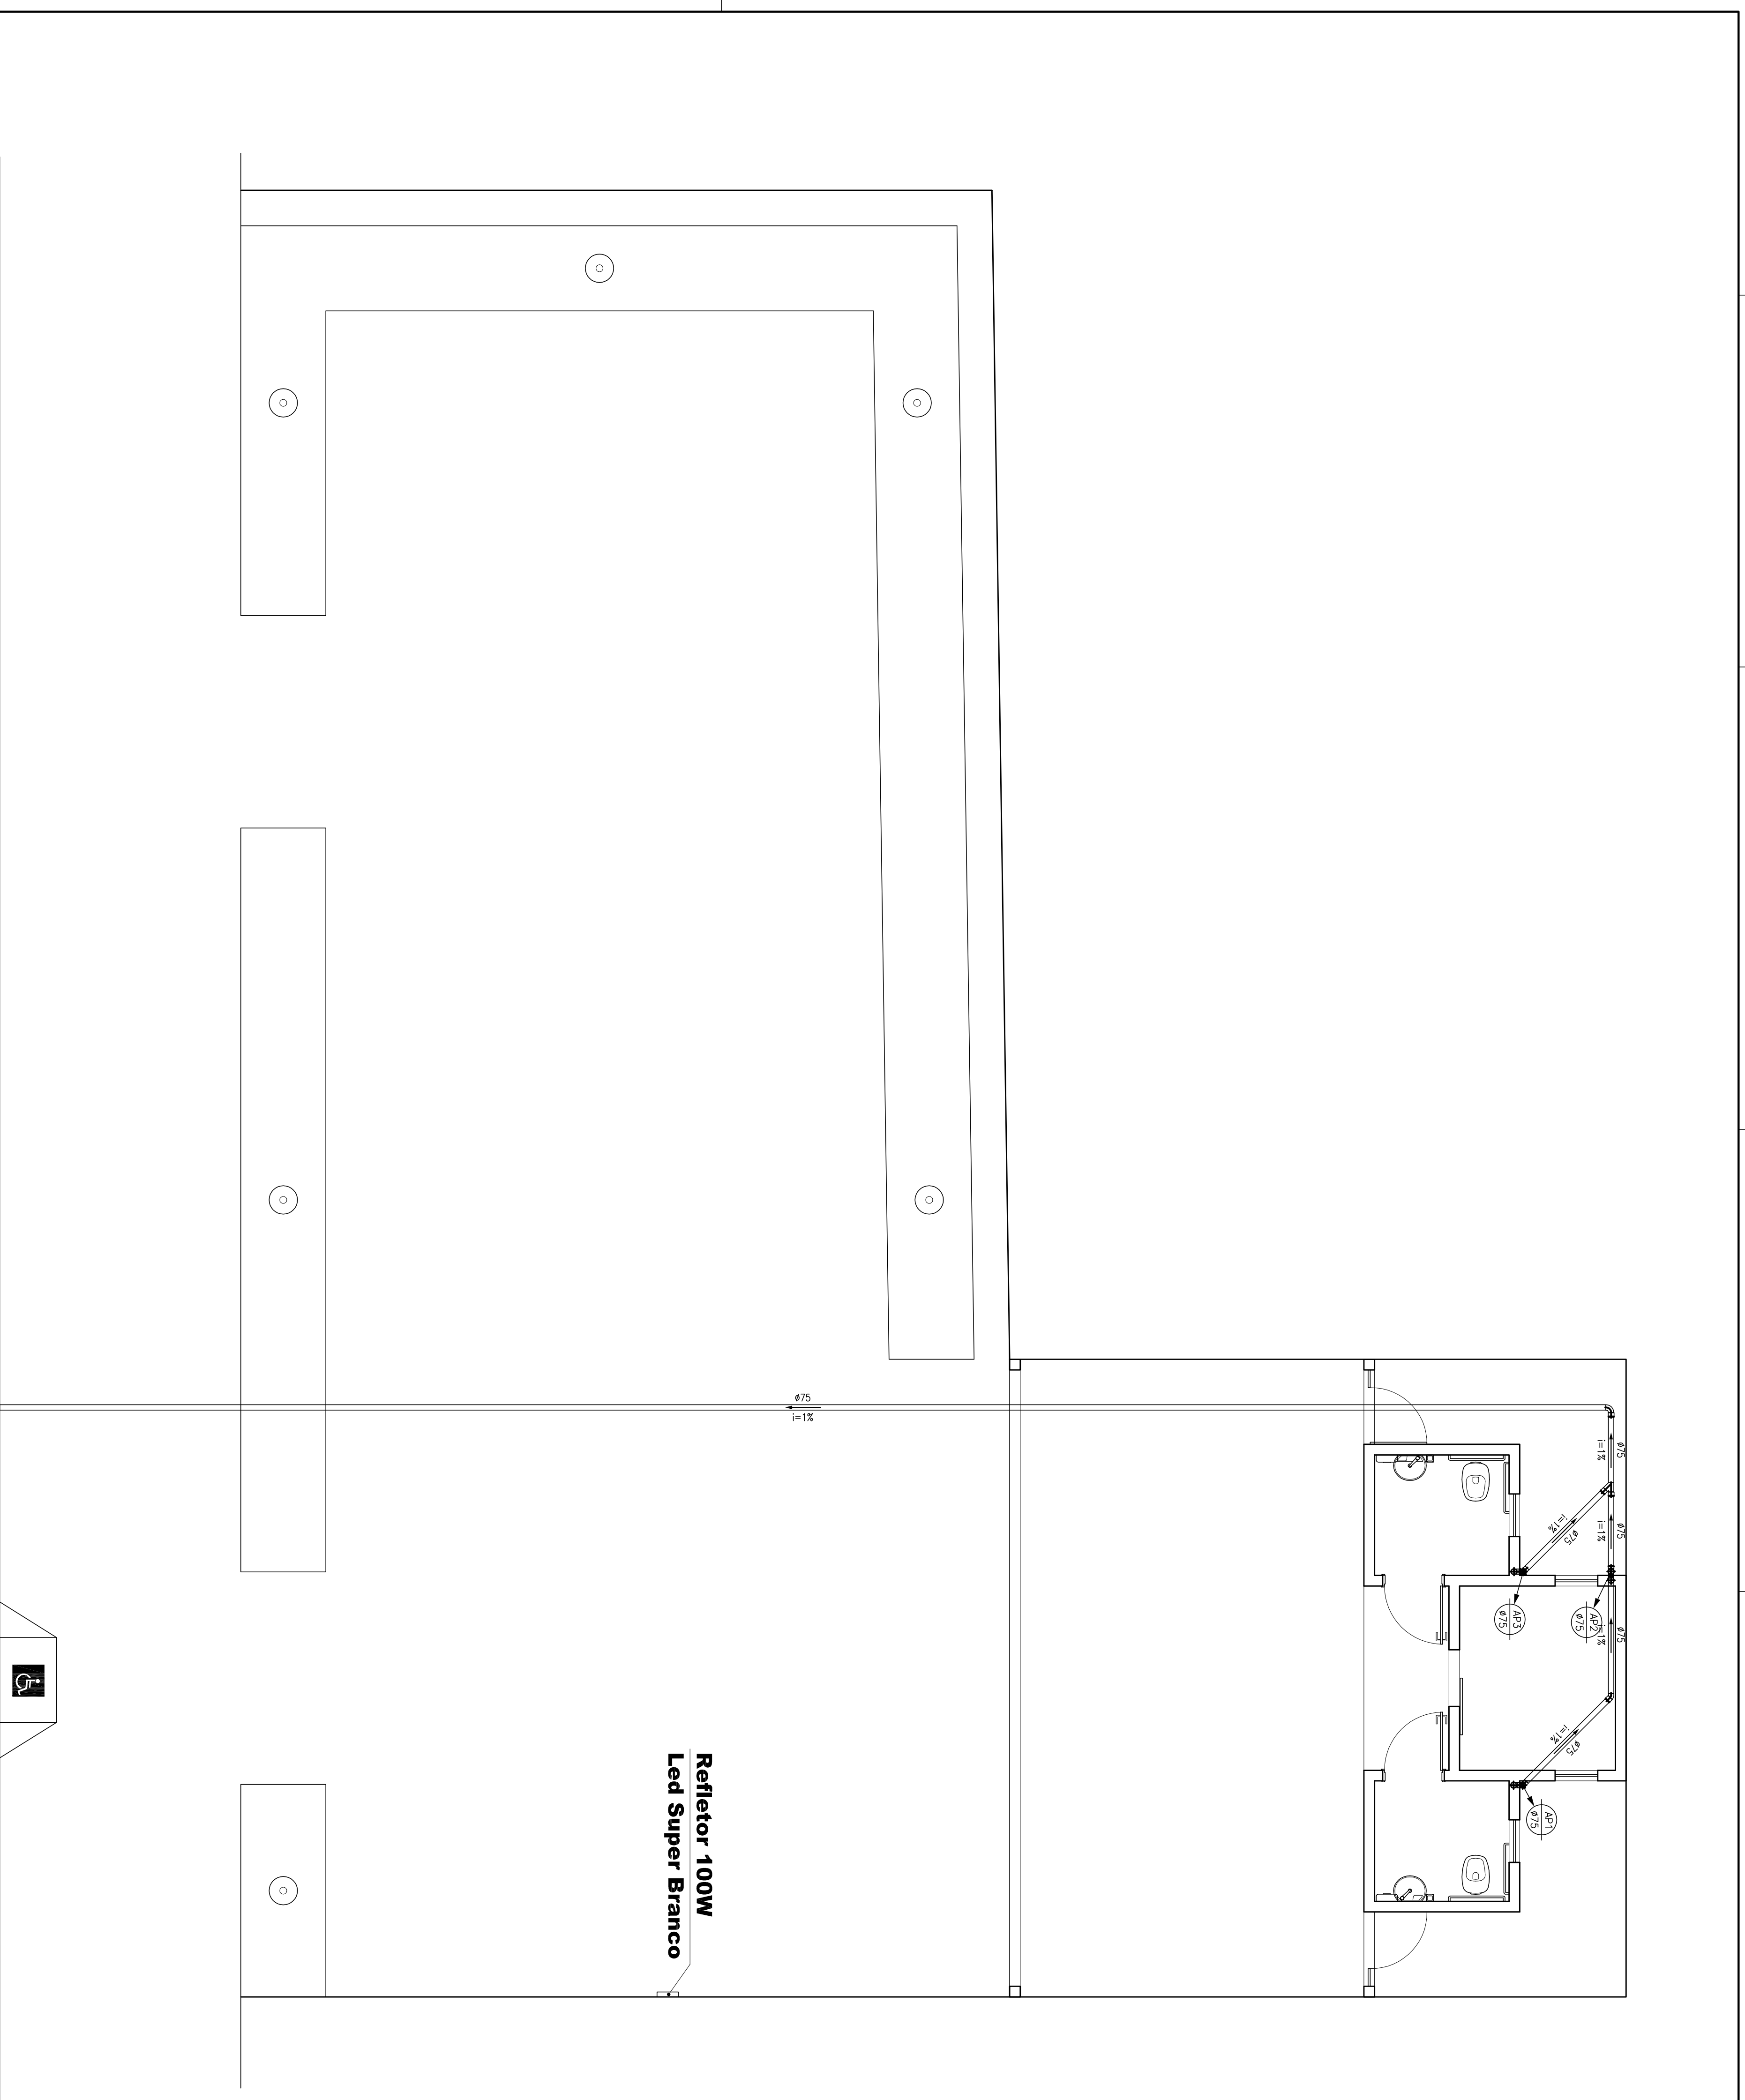 ø75
i=1%
ø75
i=1%
ø75
i=1%
i=1%
ø75
AP3
ø75
AP2
ø75
ø75
i=1%
i=1%
ø75
AP1
ø75
Refletor 100W
Led Super Branco